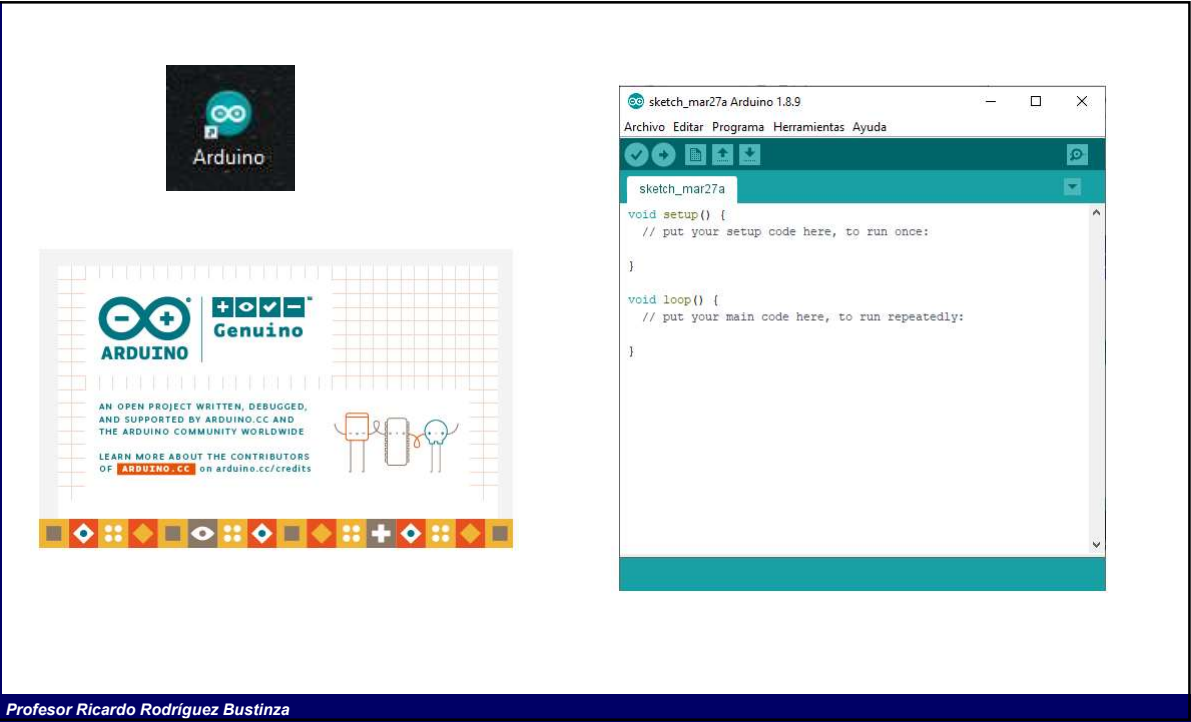 Arduino
ARDUINO
Genuino
AN OPEN PROJECT WRITTEN, DEBUGGED,
AND SUPPORTED BY ARDUINO.CC AND
THE ARDUINO COMMUNITY WORLDWIDE
LEARN MORE ABOUT THE CONTRIBUTORS
OF ARDUINO.CC on arduino.cc/credits
sketch_mar27a Arduino 1.8.9
Archivo Editar Programa Herramientas Ayuda
sketch_mar27a
void setup() {
  // put your setup code here, to run once:
}
void loop() {
  // put your main code here, to run repeatedly:
}
Profesor Ricardo Rodríguez Bustinza